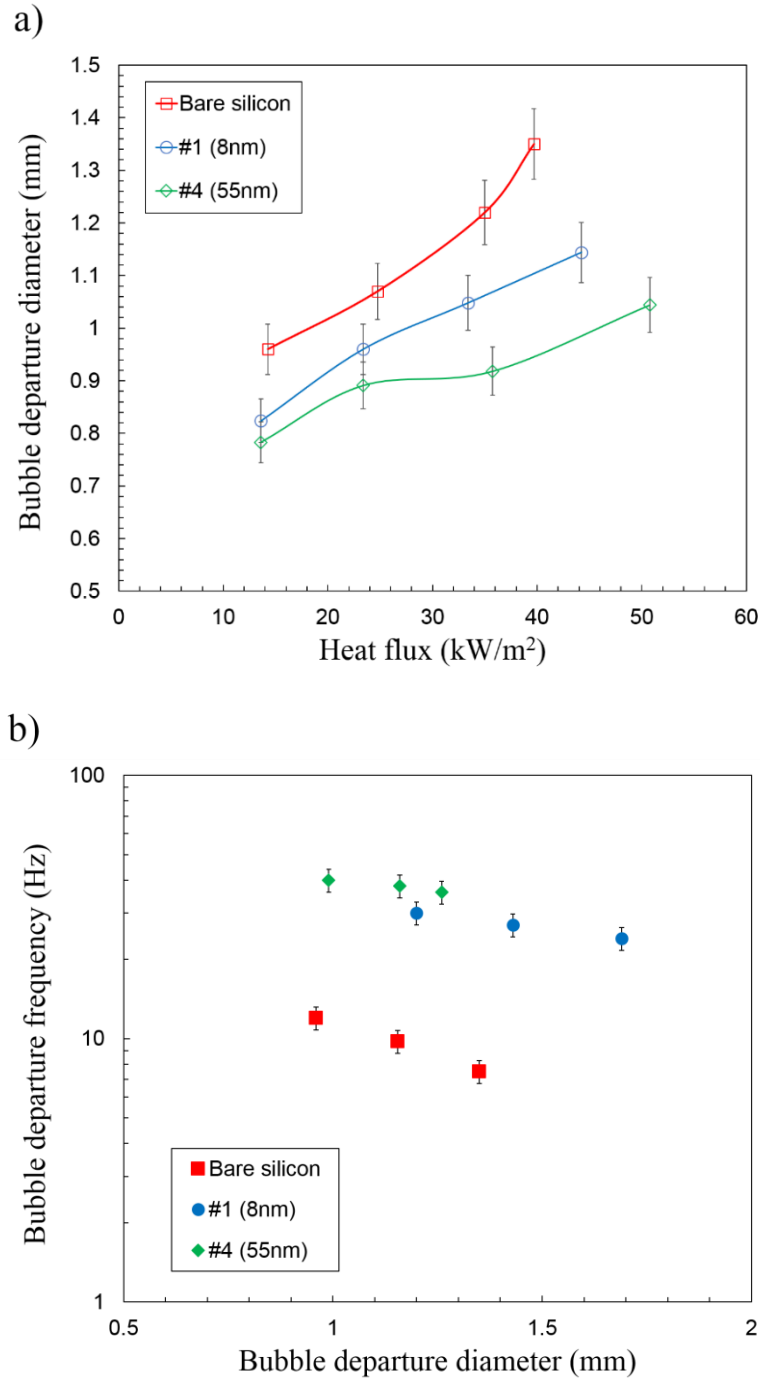 a)
Bubble departure diameter (mm)
1.5
1.4
1.3
1.2
1.1
1
0.9
0.8
0.7
0.6
0.5
Bare silicon
#1 (8nm)
#4 (55nm)
0 10 20 30 40 50 60
Heat flux (kW/m²)
b)
Bubble departure frequency (Hz)
100
10
1
Bare silicon
#1 (8nm)
#4 (55nm)
0.5 1 1.5 2
Bubble departure diameter (mm)